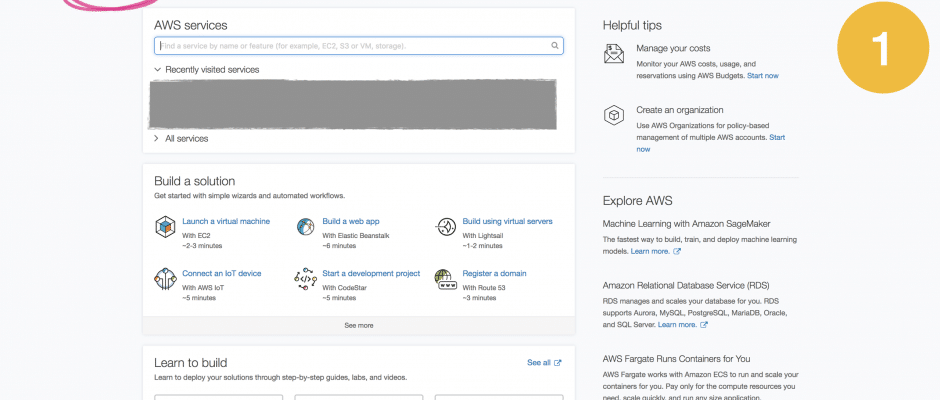 AWS services
Find a service by name or feature (for example, EC2, S3 or VM, storage).
Recently visited services
All services
Build a solution
Get started with simple wizards and automated workflows.
Launch a virtual machine
With EC2
~2-3 minutes
Build a web app
With Elastic Beanstalk
~6 minutes
Build using virtual servers
With Lightsail
~1-2 minutes
Connect an IoT device
With AWS IoT
~5 minutes
Start a development project
With CodeStar
~5 minutes
Register a domain
With Route 53
~3 minutes
See more
Learn to build
See all
Learn to deploy your solutions through step-by-step guides, labs, and videos.
Helpful tips
Manage your costs
Monitor your AWS costs, usage, and
reservations using AWS Budgets. Start now
Create an organization
Use AWS Organizations for policy-based
management of multiple AWS accounts. Start
now
Explore AWS
Machine Learning with Amazon SageMaker
The fastest way to build, train, and deploy machine learning
models. Learn more.
Amazon Relational Database Service (RDS)
RDS manages and scales your database for you. RDS
supports Aurora, MySQL, PostgreSQL, MariaDB, Oracle,
and SQL Server. Learn more.
AWS Fargate Runs Containers for You
AWS Fargate works with Amazon ECS to run and scale your
containers for you. Pay only for the compute resources you
need, scale quickly, and run any size application.
1